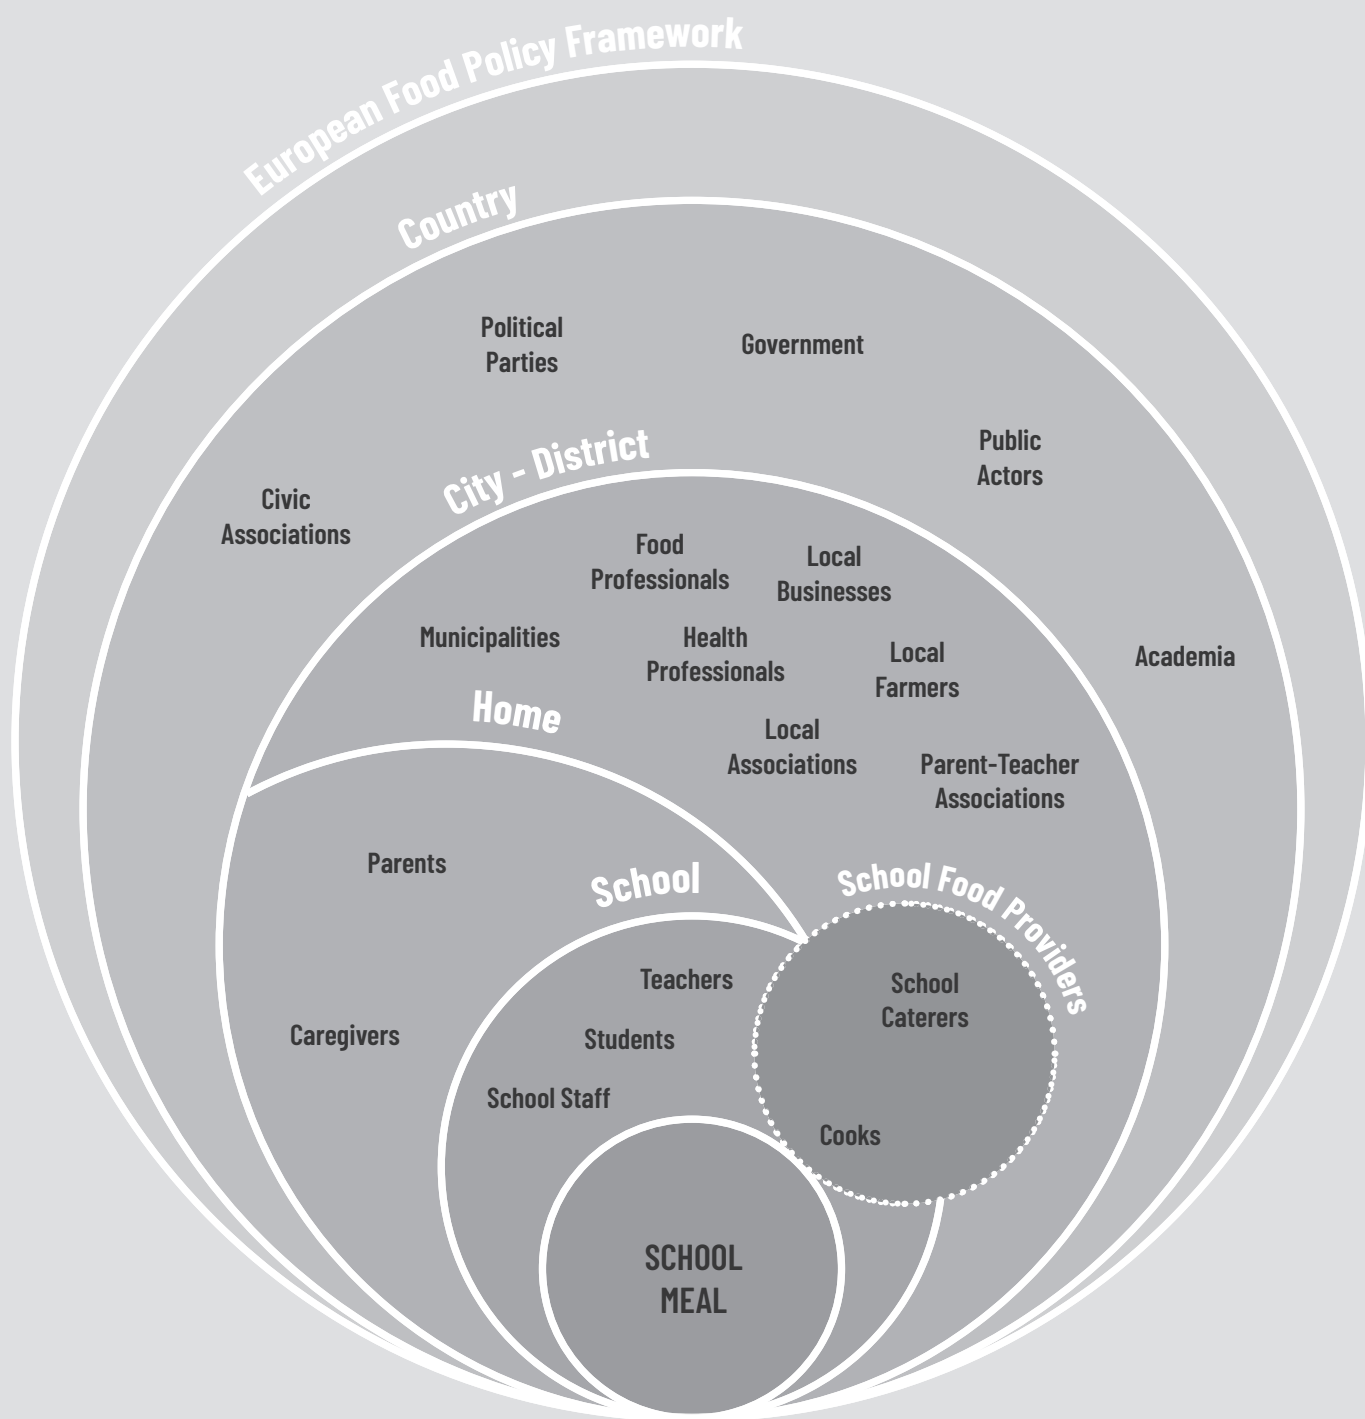 European Food Policy Framework
Country
Political
Parties
Government
Public
Actors
City - District
Civic
Associations
Food
Professionals
Local
Businesses
Municipalities
Health
Professionals
Local
Farmers
Academia
Home
Local
Associations
Parent-Teacher
Associations
Parents
School
School Food Providers
Teachers
School
Caterers
Students
Caregivers
School Staff
Cooks
SCHOOL
MEAL